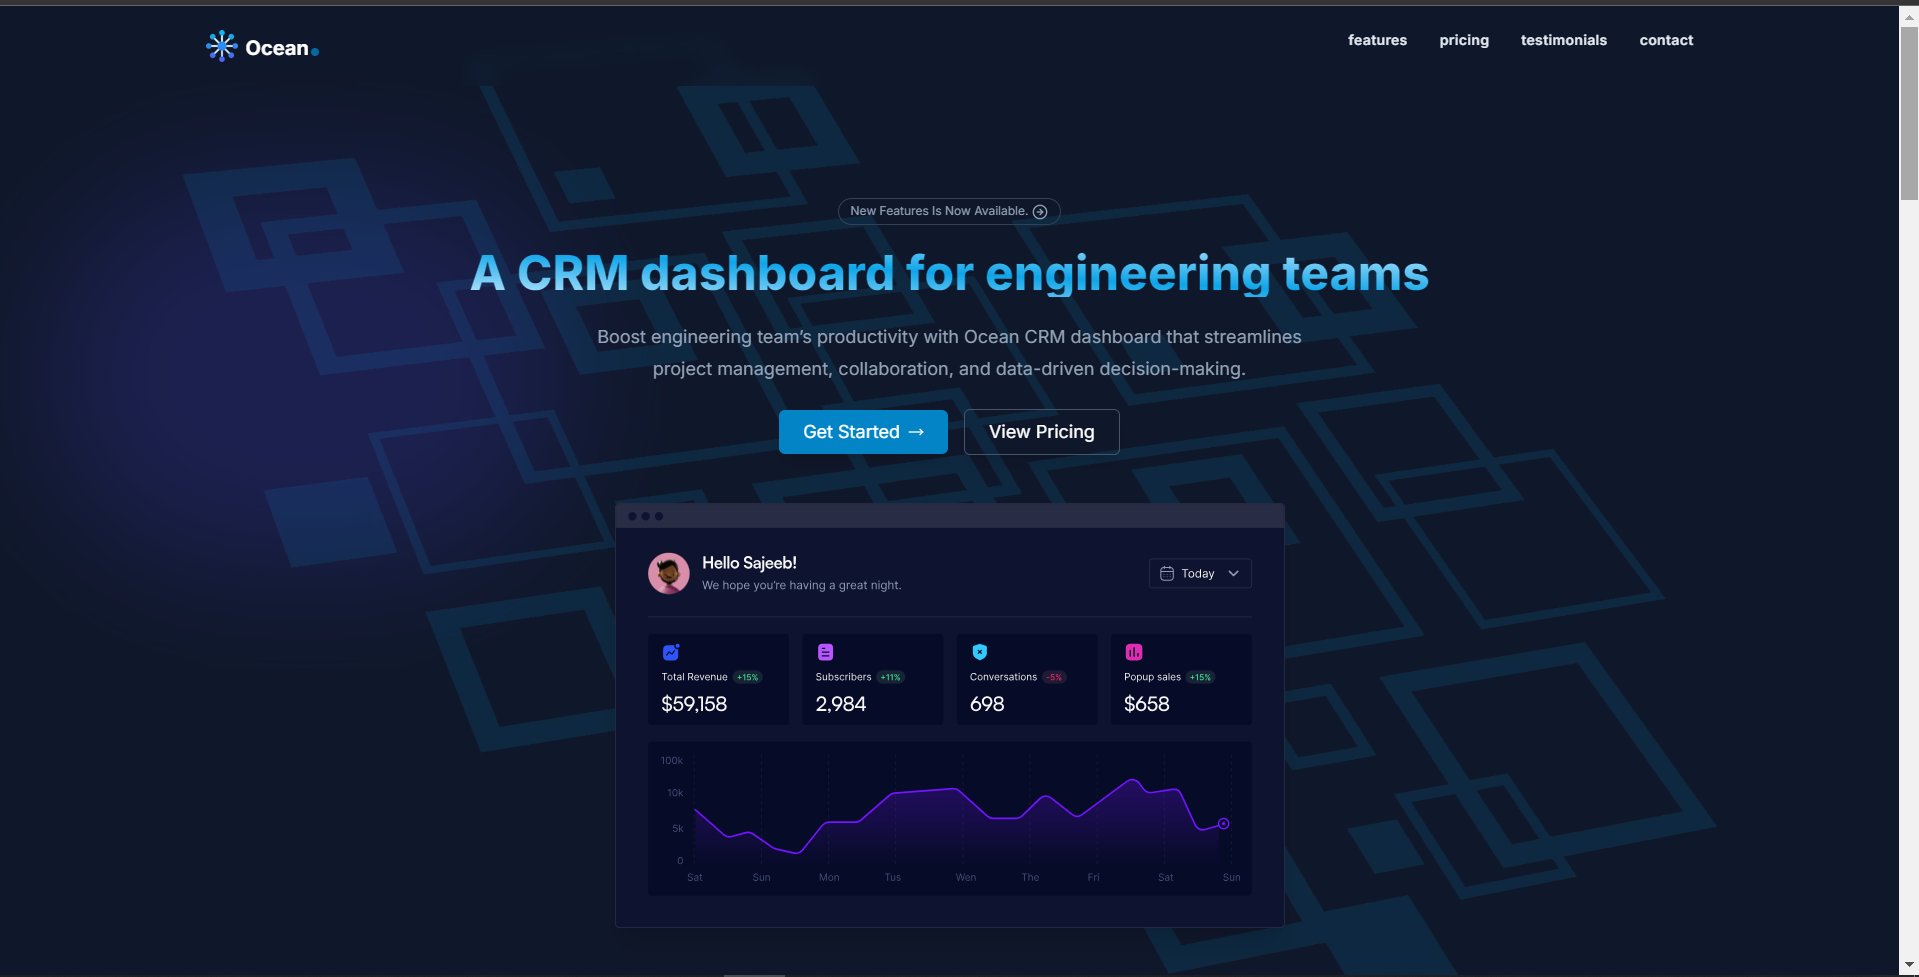 Ocean
features pricing testimonials contact
New Features Is Now Available.
A CRM dashboard for engineering teams
Boost engineering team’s productivity with Ocean CRM dashboard that streamlines
project management, collaboration, and data-driven decision-making.
Get Started →
View Pricing
Hello Sajeeb!
We hope you’re having a great night.
Today
Total Revenue +15%
$59,158
Subscribers +11%
2,984
Conversations -5%
698
Popup sales +15%
$658
100k
10k
5k
0
Sat Sun Mon Tus Wen The Fri Sat Sun